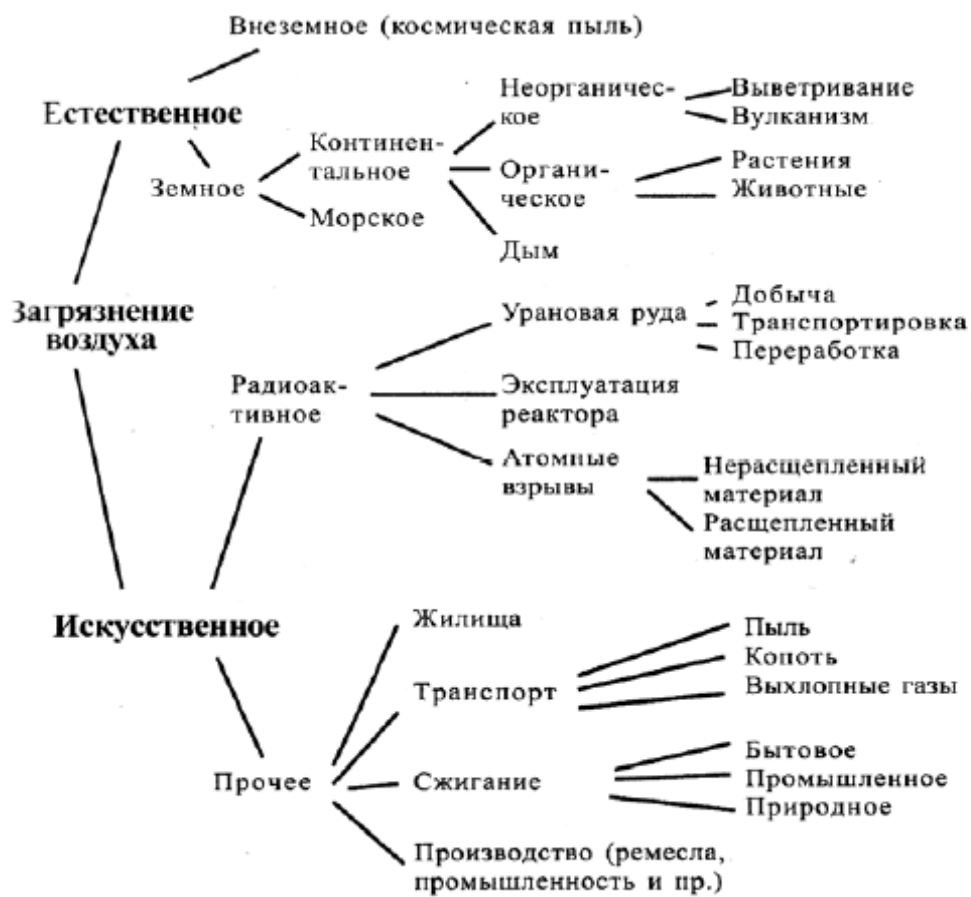 Внеземное (космическая пыль)
Естественное
Неорганичес-
кое
Выветривание
Вулканизм
Континен-
тальное
Земное
Органи-
ческое
Растения
Животные
Морское
Дым
Загрязнение
воздуха
Урановая руда
Добыча
Транспортировка
Переработка
Радиоак-
тивное
Эксплуатация
реактора
Атомные
взрывы
Нерасщепленный
материал
Расщепленный
материал
Искусственное
Жилища
Транспорт
Пыль
Копоть
Выхлопные газы
Прочее
Сжигание
Бытовое
Промышленное
Природное
Производство (ремесла,
промышленность и пр.)